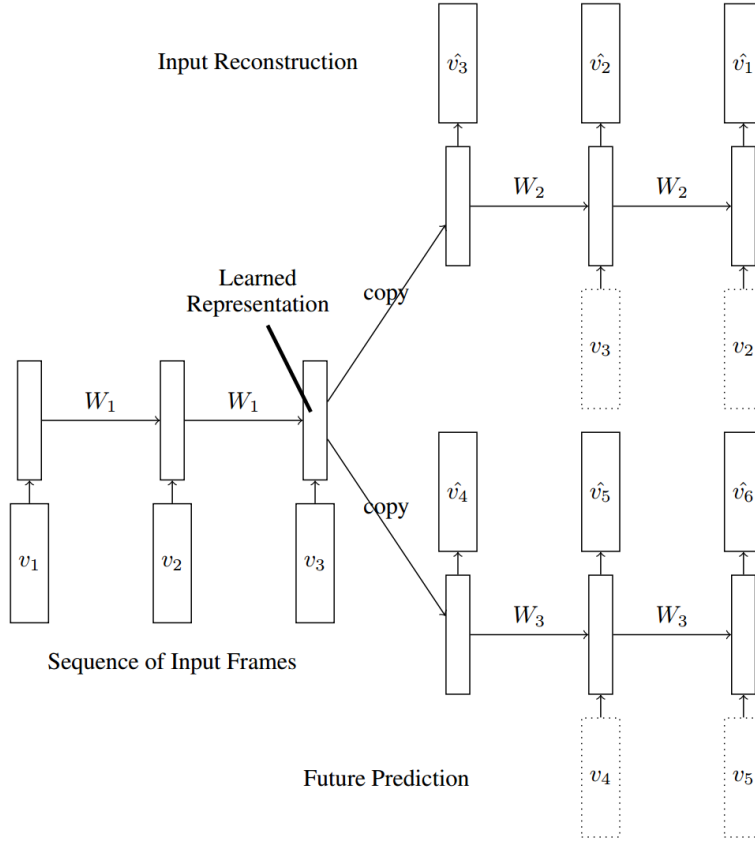 v̂₃ v̂₂ v̂₁
Input Reconstruction
W₂ W₂
Learned
Representation
copy
v₃ v₂
W₁ W₁
v̂₄ v̂₅ v̂₆
copy
v₁ v₂ v₃
W₃ W₃
Sequence of Input Frames
Future Prediction
v₄ v₅